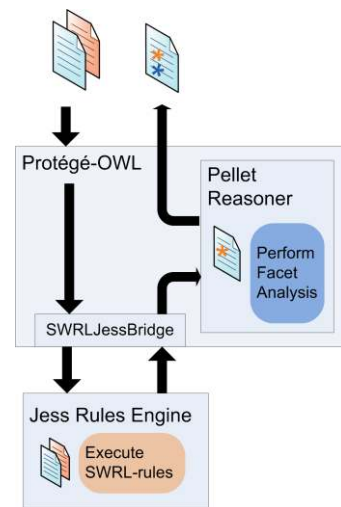 Protégé-OWL
Pellet
Reasoner
Perform
Facet
Analysis
SWRLJessBridge
Jess Rules Engine
Execute
SWRL-rules